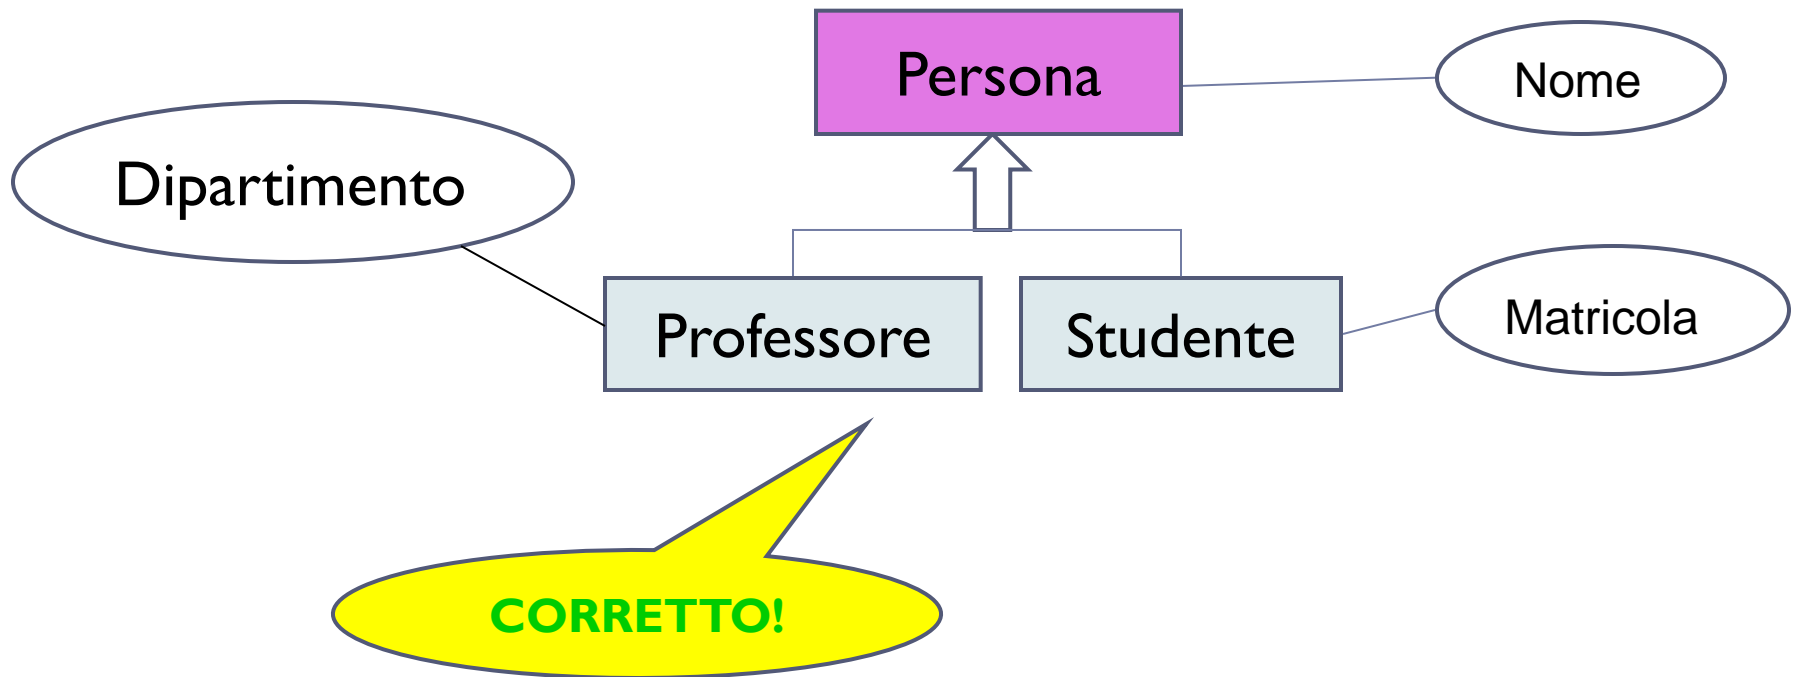 Persona
Nome
Dipartimento
Professore
Studente
Matricola
CORRETTO!